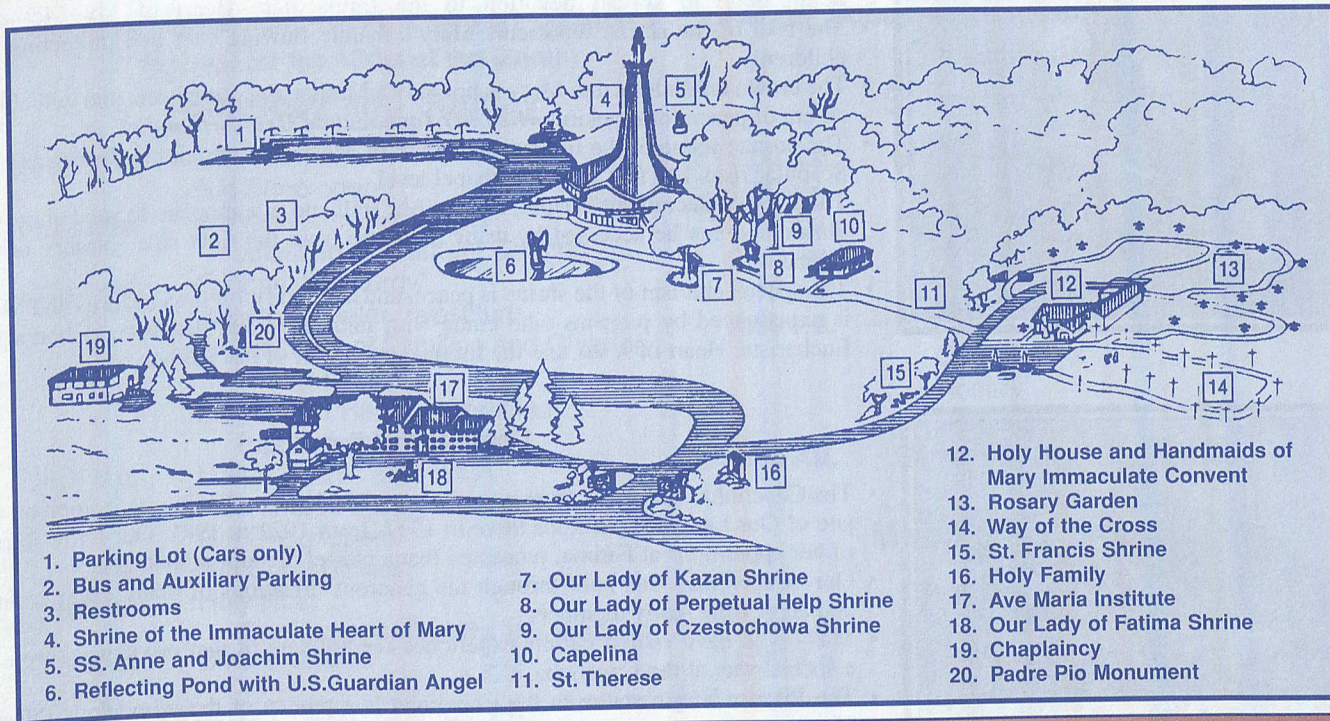 1
2
3
4
5
6
7
8
9
10
11
12
13
14
15
16
17
18
19
20
1. Parking Lot (Cars only)
2. Bus and Auxiliary Parking
3. Restrooms
4. Shrine of the Immaculate Heart of Mary
5. SS. Anne and Joachim Shrine
6. Reflecting Pond with U.S.Guardian Angel
7. Our Lady of Kazan Shrine
8. Our Lady of Perpetual Help Shrine
9. Our Lady of Czestochowa Shrine
10. Capelina
11. St. Therese
12. Holy House and Handmaids of
Mary Immaculate Convent
13. Rosary Garden
14. Way of the Cross
15. St. Francis Shrine
16. Holy Family
17. Ave Maria Institute
18. Our Lady of Fatima Shrine
19. Chaplaincy
20. Padre Pio Monument